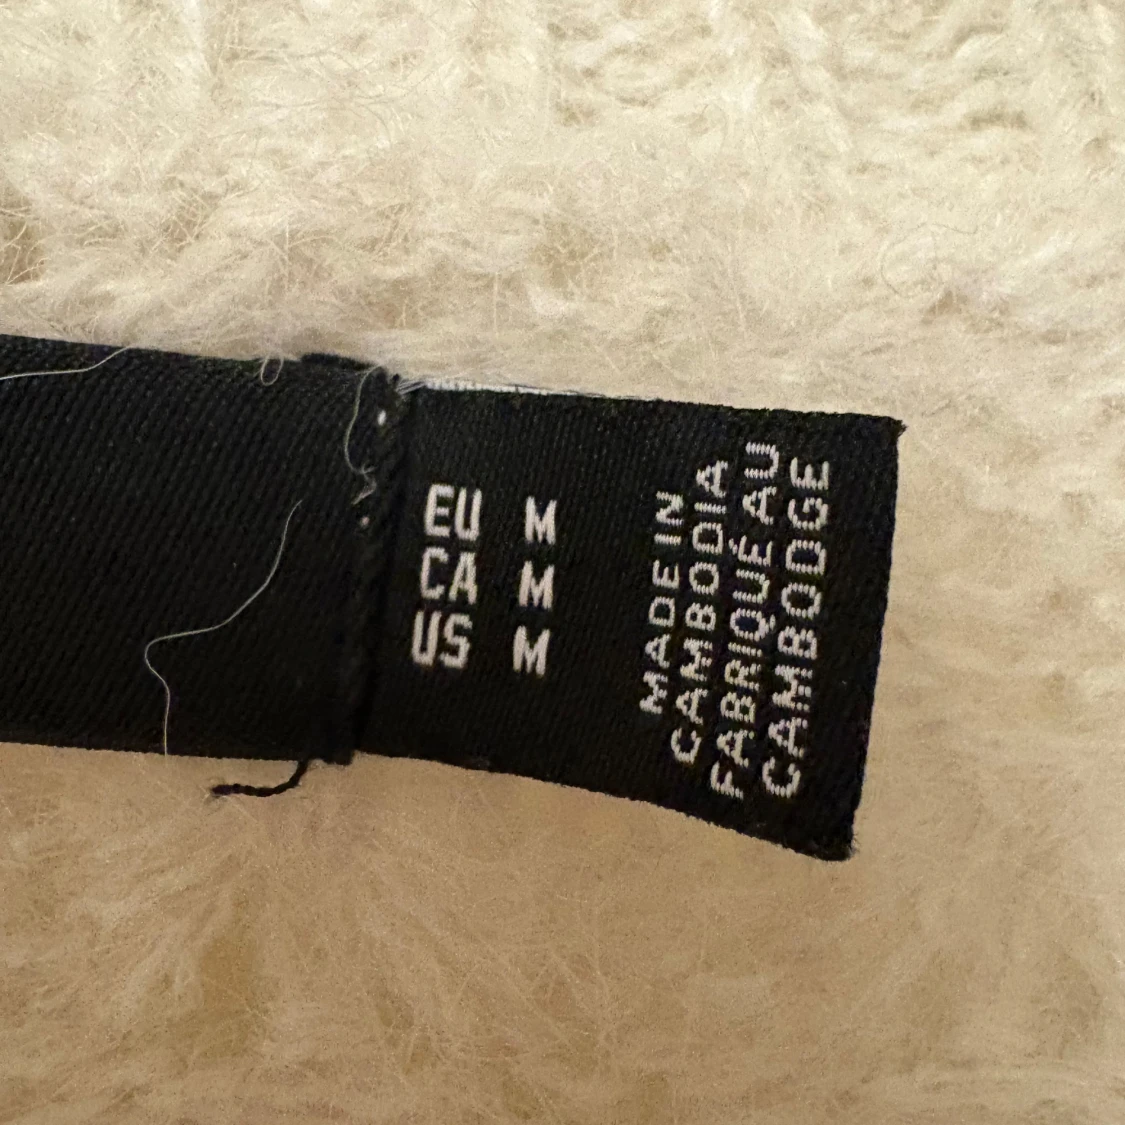 EU M
CA M
US M
MADE IN
CAMBODIA
FABRIQUÉ AU
CAMBODGE